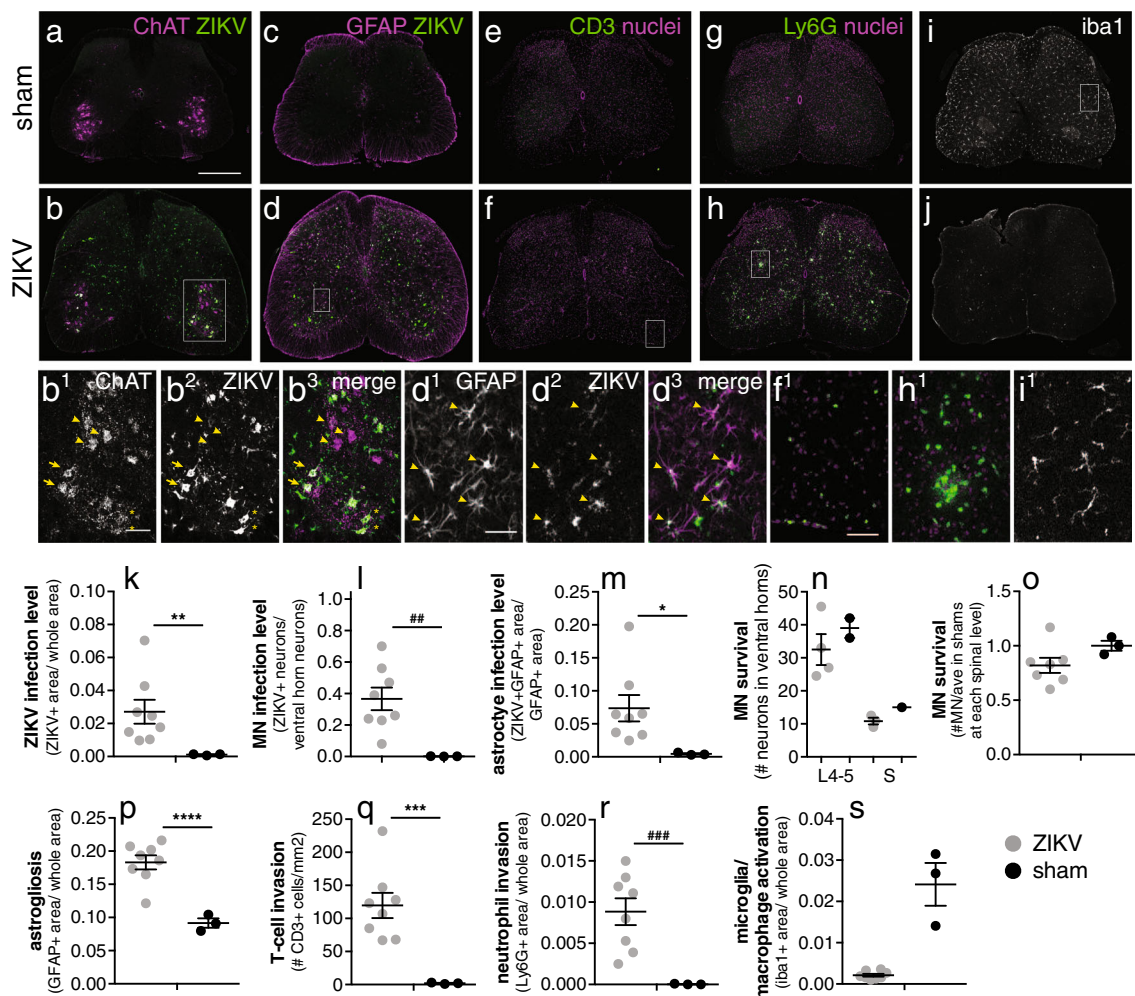 a ChAT ZIKV
c GFAP ZIKV
e CD3 nuclei
g Ly6G nuclei
i iba1
sham
b
d
f
h
j
ZIKV
b1 ChAT
b2 ZIKV
b3 merge
d1 GFAP
d2 ZIKV
d3 merge
f1
h1
i1
k
ZIKV infection level
(ZIKV+ area/ whole area)
0.10
0.08
0.06
0.04
0.02
0.00
**
l
MN infection level
(ZIKV+ neurons/
ventral horn neurons)
1.0
0.8
0.6
0.4
0.2
0.0
##
m
astroctye infection level
(ZIKV+GFAP+ area/
GFAP+ area)
0.25
0.20
0.15
0.10
0.05
0.00
*
n
MN survival
(# neurons in ventral horns)
50
40
30
20
10
0
L4-5 S
o
MN survival
(#MN/ave in shams
at each spinal level)
1.5
1.0
0.5
0.0
p
astrogliosis
(GFAP+ area/ whole area)
0.25
0.20
0.15
0.10
0.05
0.00
****
q
T-cell invasion
(# CD3+ cells/mm2)
250
200
150
100
50
0
***
r
neutrophil invasion
(Ly6G+ area/ whole area)
0.020
0.015
0.010
0.005
0.000
###
s
microglia/
macrophage activation
(iba1+ area/ whole area)
0.04
0.03
0.02
0.01
0.00
ZIKV
sham